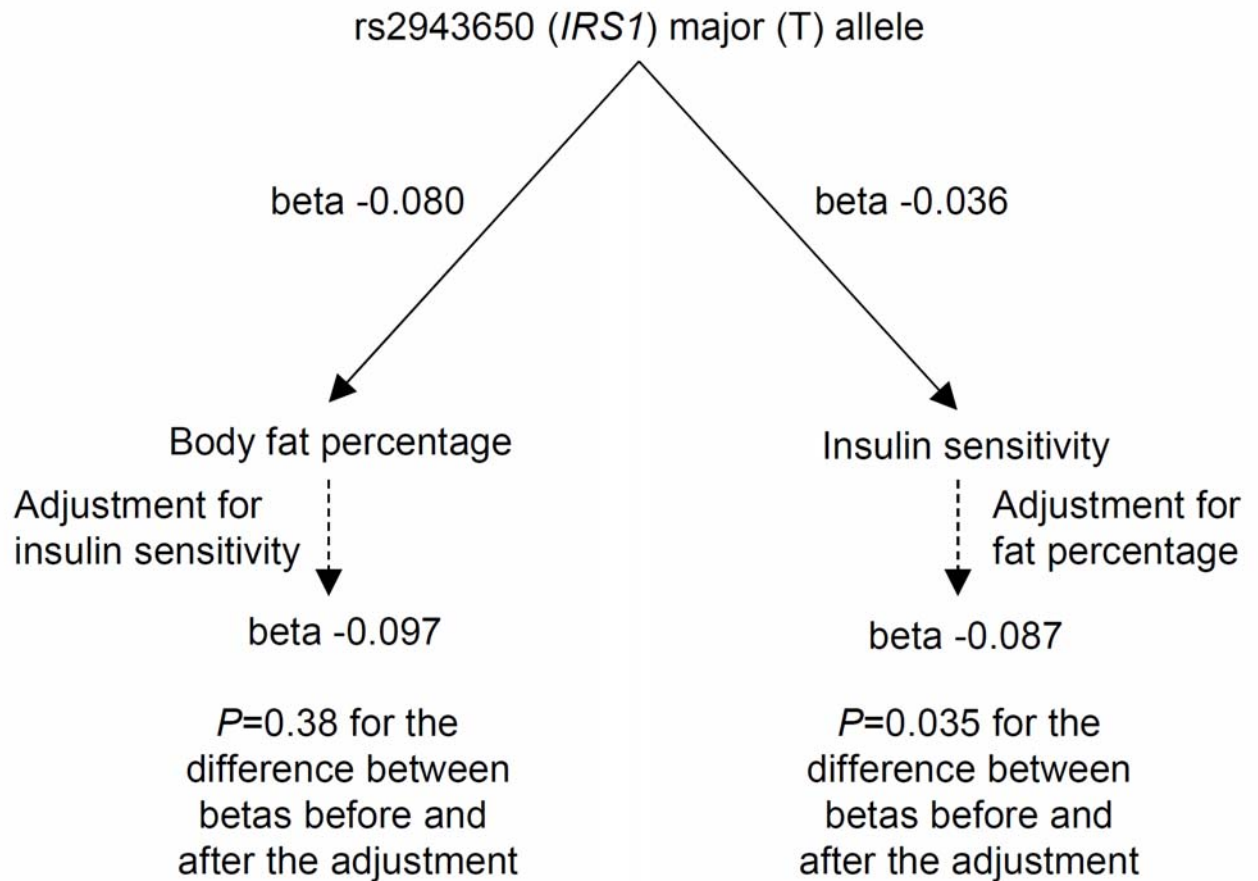 rs2943650 (IRS1) major (T) allele
beta -0.080
beta -0.036
Body fat percentage
Insulin sensitivity
Adjustment for
insulin sensitivity
Adjustment for
fat percentage
beta -0.097
beta -0.087
P=0.38 for the
difference between
betas before and
after the adjustment
P=0.035 for the
difference between
betas before and
after the adjustment